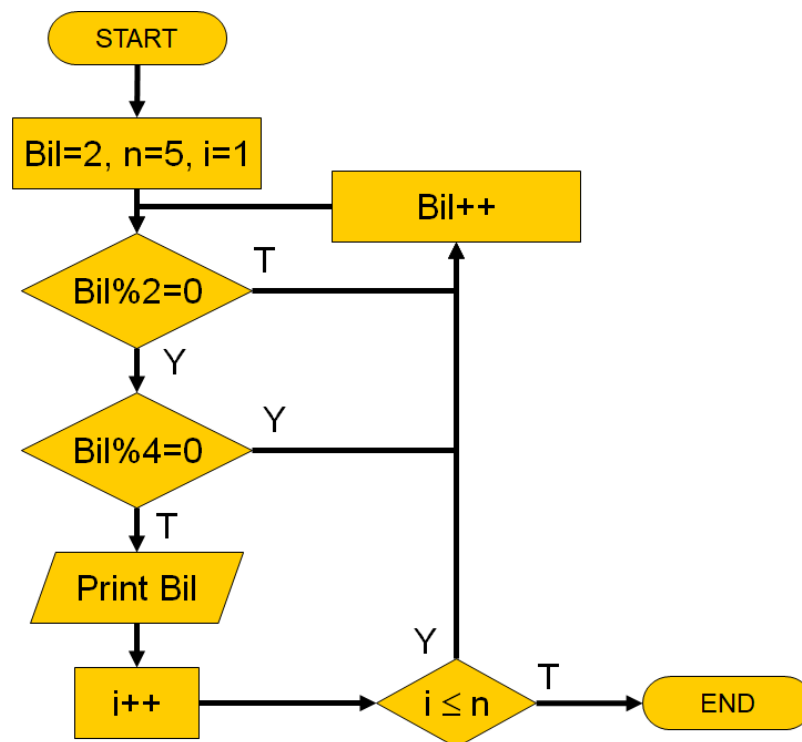 START
Bil=2, n=5, i=1
Bil++
T
Bil%2=0
Y
Bil%4=0
Y
T
Print Bil
Y
i++
i ≤ n
T
END